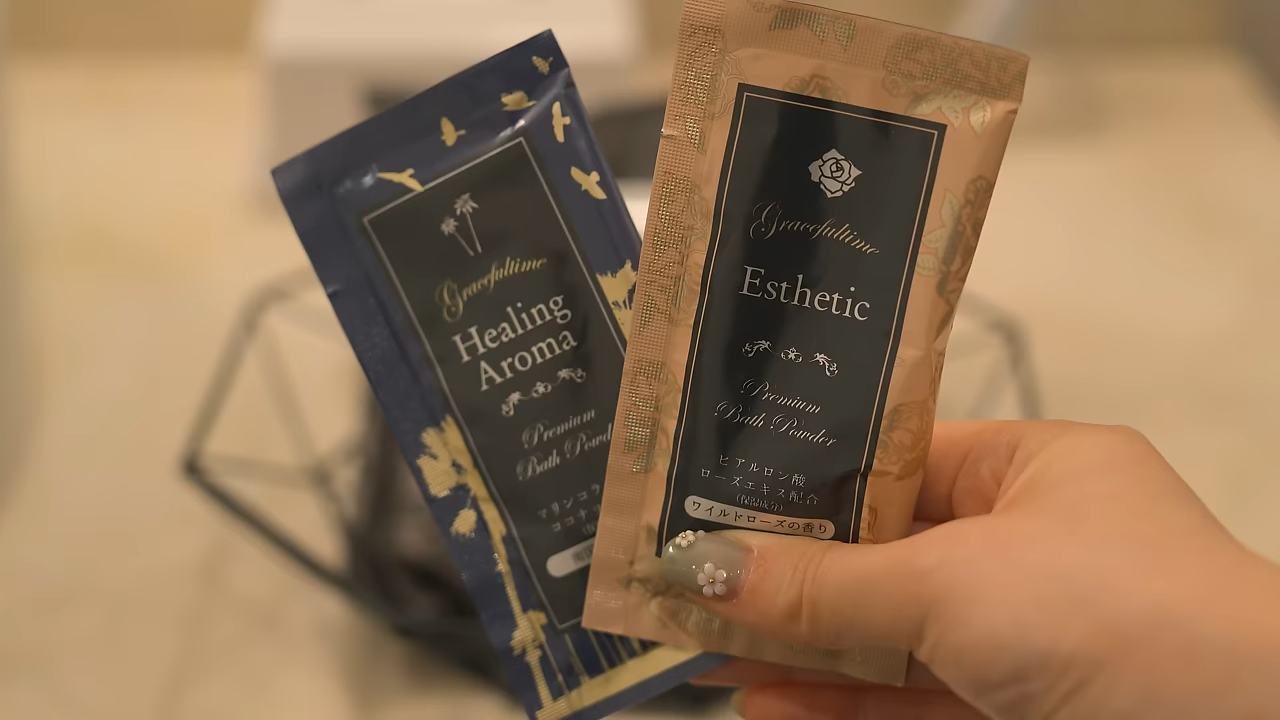 Gracefultime
Healing
Aroma
Premium
Bath
マリンコラ
ココナ
Gracefultime
Esthetic
Premium
Bath Powder
ヒアルロン酸
ローズエキス配合
(保湿成分)
ワイルドローズの香り